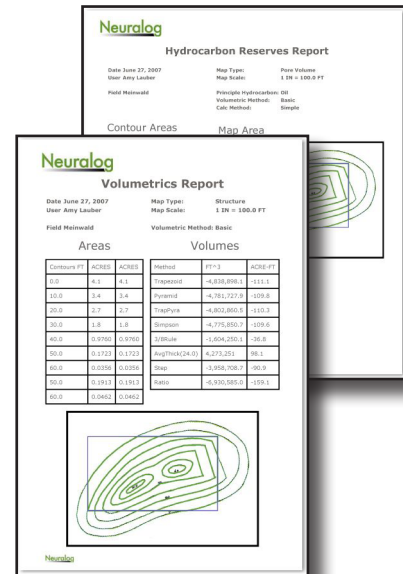 Neuralog
Hydrocarbon Reserves Report
Date June 27, 2007 Map Type: Pore Volume
User Amy Lauber Map Scale: 1 IN = 100.0 FT
Field Meinwald Principle Hydrocarbon: Oil
Volumetric Method: Basic
Calc Method: Simple
Contour Areas Map Area
Neuralog
Volumetrics Report
Date June 27, 2007 Map Type: Structure
User Amy Lauber Map Scale: 1 IN = 100.0 FT
Field Meinwald Volumetric Method: Basic
Areas Volumes
Contours FT ACRES ACRES Method FT^3 ACRE-FT
0.0 4.1 4.1 Trapezoid -4,838,898.1 -111.1
10.0 3.4 3.4 Pyramid -4,781,727.9 -109.8
20.0 2.7 2.7 TrapPyra -4,802,860.5 -110.3
30.0 1.8 1.8 Simpson -4,775,850.7 -109.6
40.0 0.9760 0.9760 3/8Rule -1,604,250.1 -36.8
50.0 0.1723 0.1723 AvgThick(24.0) 4,273,251 98.1
60.0 0.0356 0.0356 Step -3,958,708.7 -90.9
50.0 0.1913 0.1913 Ratio -6,930,585.0 -159.1
60.0 0.0462 0.0462
Neuralog